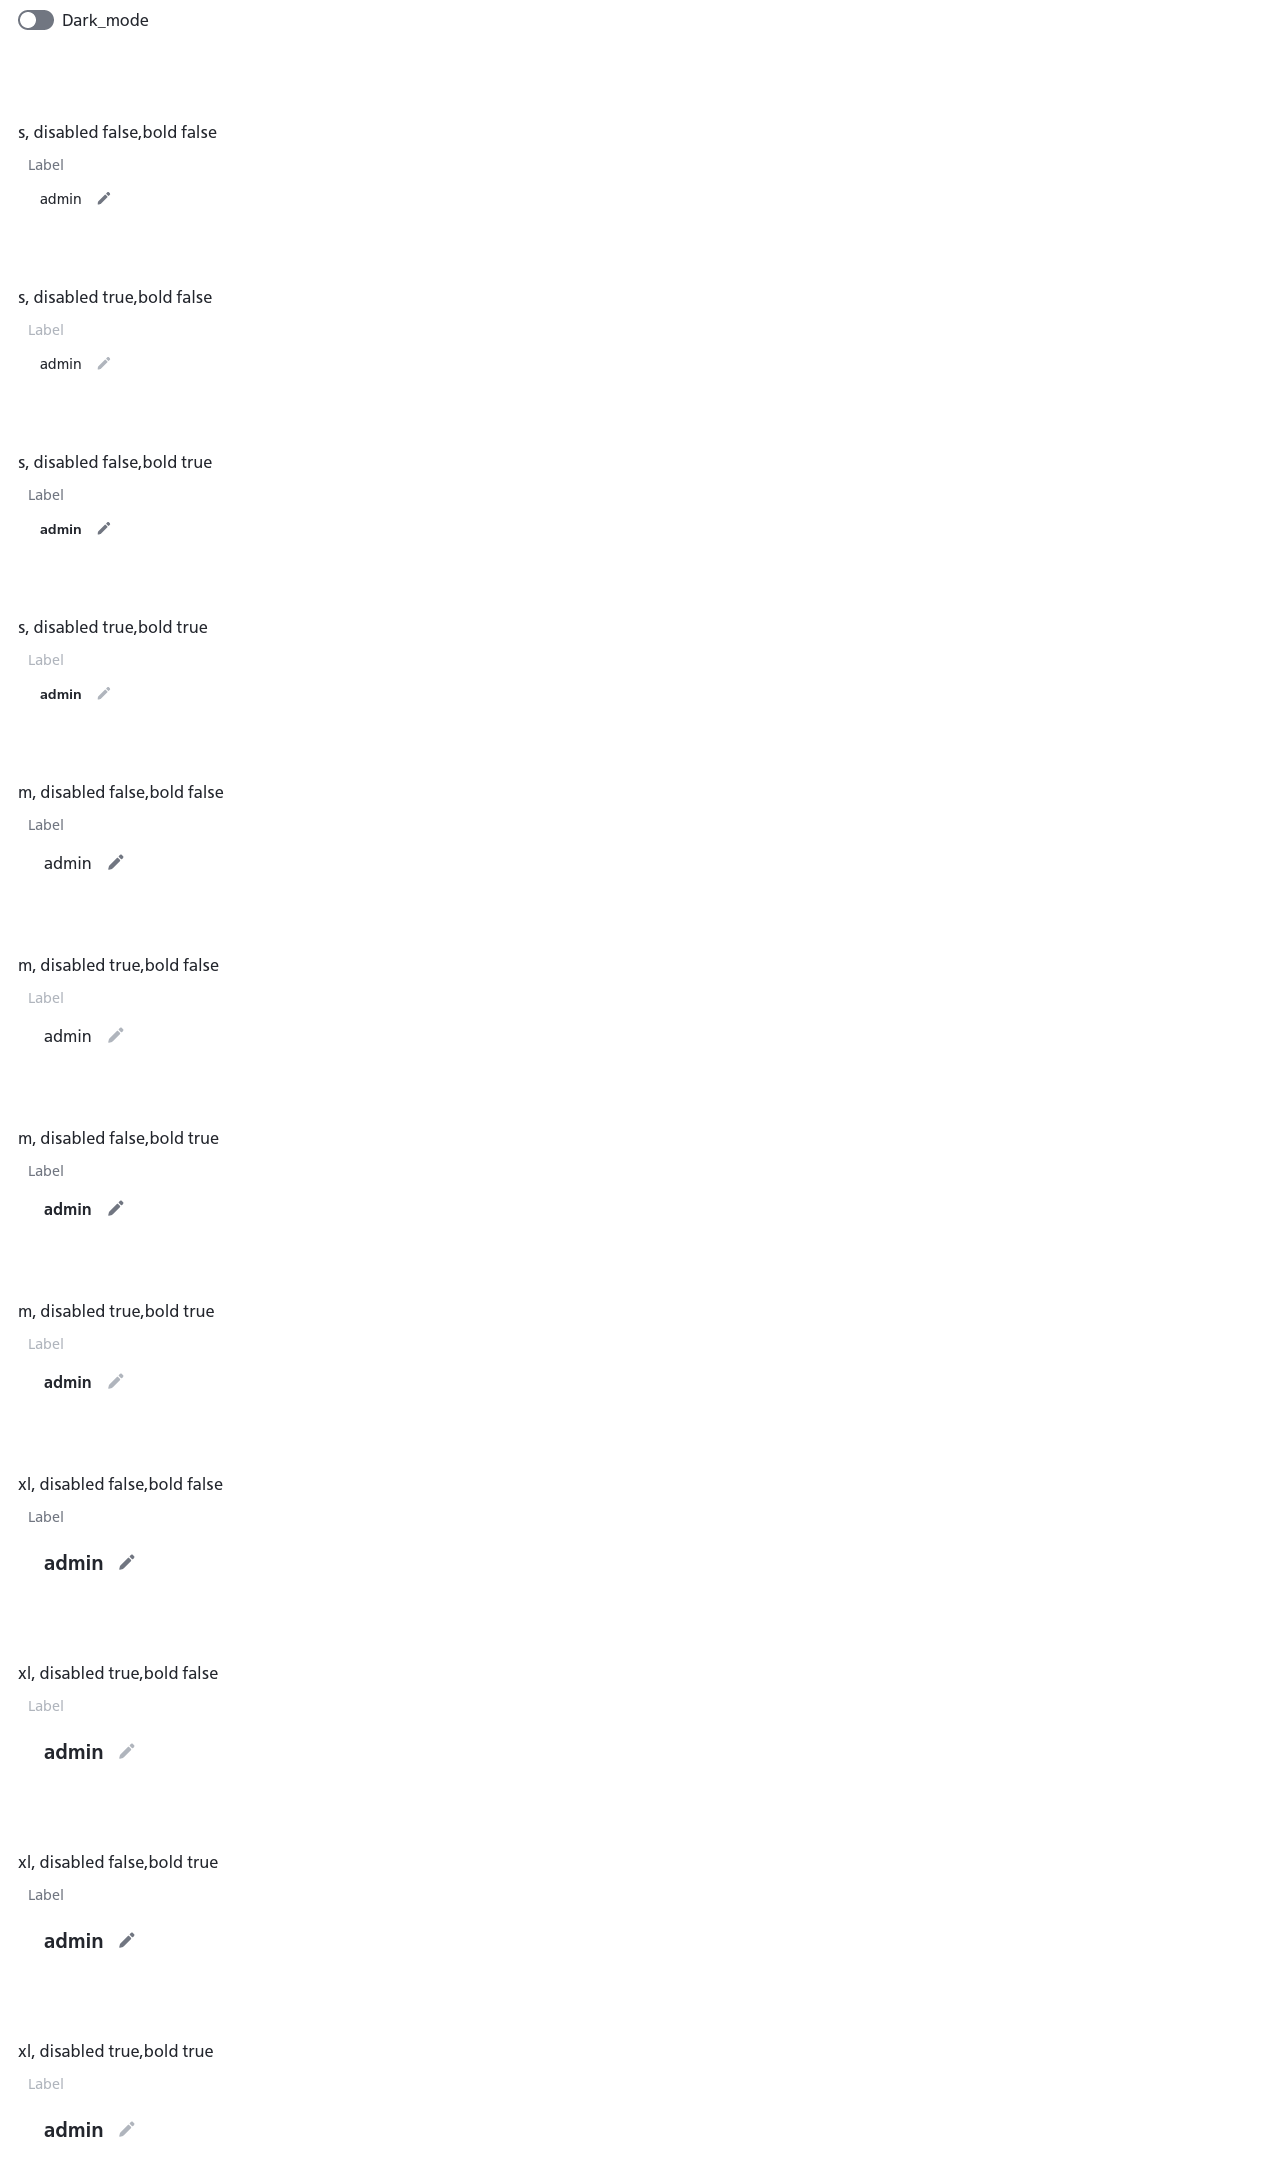 Dark_mode
s, disabled false,bold false
Label
admin
s, disabled true,bold false
Label
admin
s, disabled false,bold true
Label
admin
s, disabled true,bold true
Label
admin
m, disabled false,bold false
Label
admin
m, disabled true,bold false
Label
admin
m, disabled false,bold true
Label
admin
m, disabled true,bold true
Label
admin
xl, disabled false,bold false
Label
admin
xl, disabled true,bold false
Label
admin
xl, disabled false,bold true
Label
admin
xl, disabled true,bold true
Label
admin